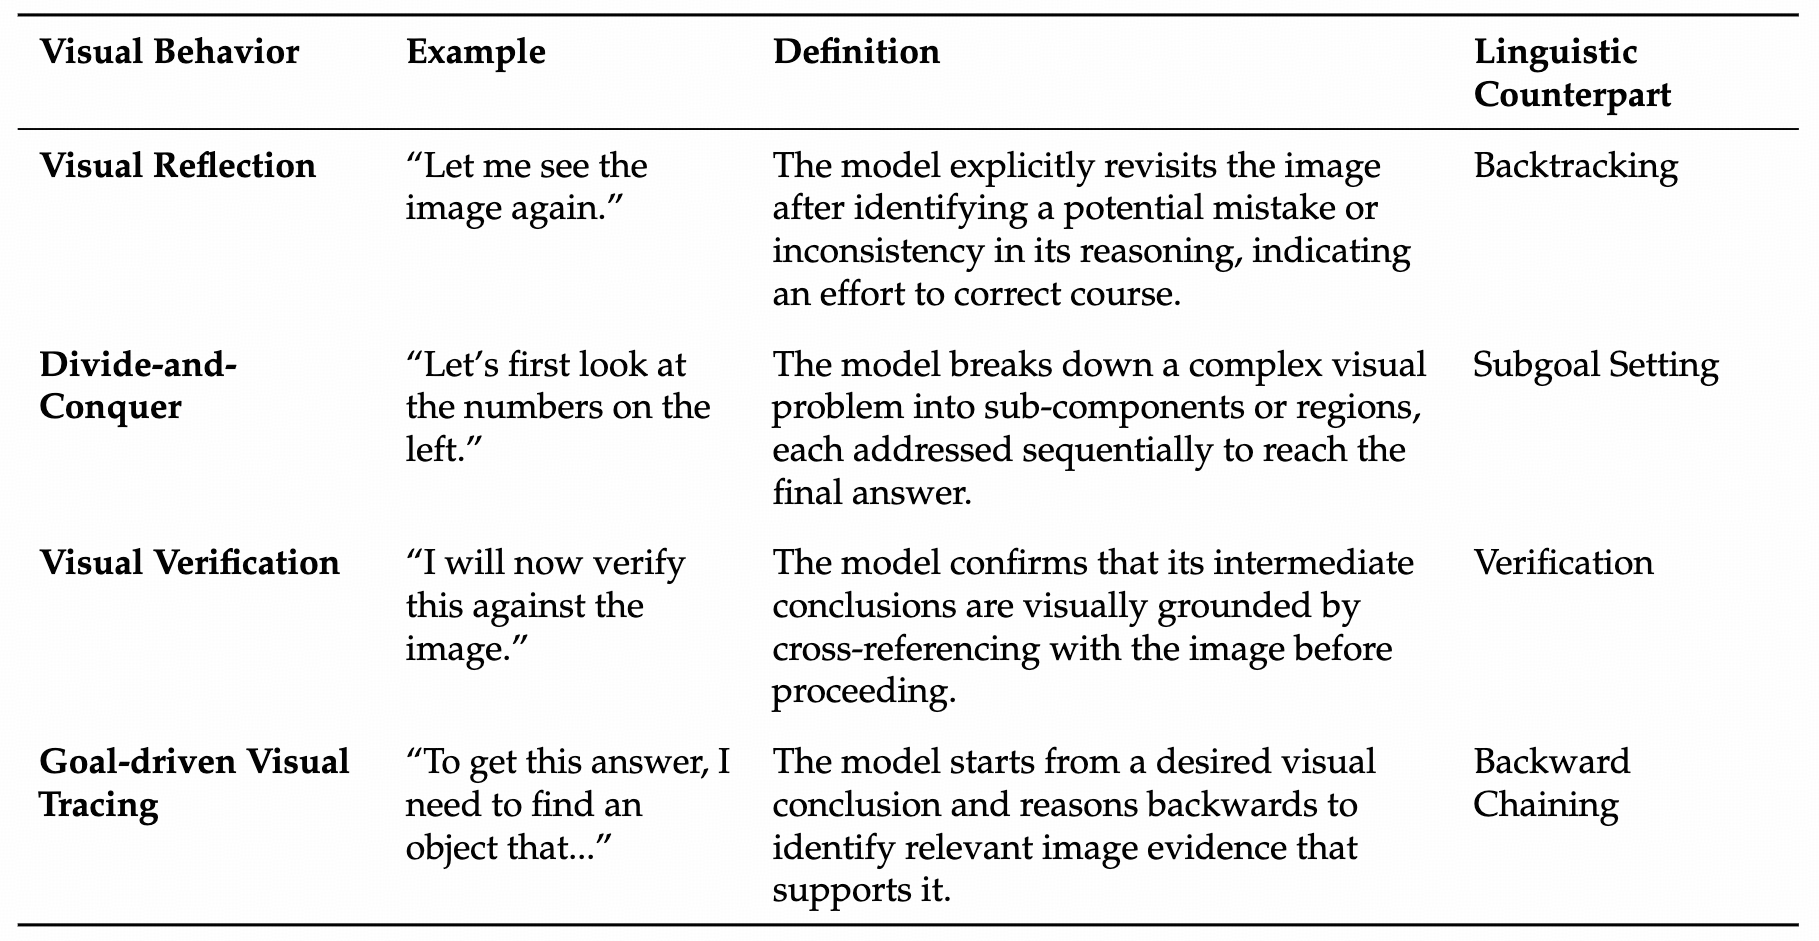 Visual Behavior Example Definition Linguistic
Counterpart
Visual Reflection “Let me see the The model explicitly revisits the image Backtracking
image again.” after identifying a potential mistake or
inconsistency in its reasoning, indicating
an effort to correct course.
Divide-and- “Let’s first look at The model breaks down a complex visual Subgoal Setting
Conquer the numbers on the problem into sub-components or regions,
left.” each addressed sequentially to reach the
final answer.
Visual Verification “I will now verify The model confirms that its intermediate Verification
this against the conclusions are visually grounded by
image.” cross-referencing with the image before
proceeding.
Goal-driven Visual “To get this answer, I The model starts from a desired visual Backward
Tracing need to find an conclusion and reasons backwards to Chaining
object that...” identify relevant image evidence that
supports it.